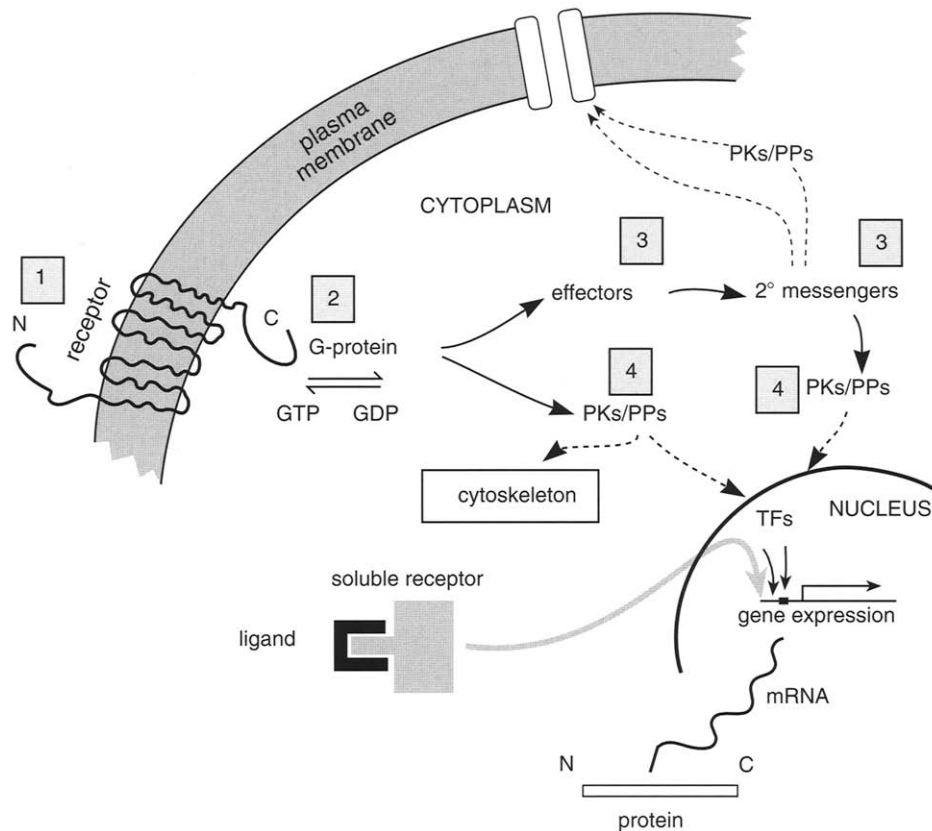 plasma
membrane
PKs/PPs
CYTOPLASM
3
3
1
effectors
2° messengers
N
receptor
2
C
G-protein
4
4
PKs/PPs
GTP
GDP
PKs/PPs
cytoskeleton
NUCLEUS
TFs
soluble receptor
gene expression
ligand
mRNA
N
C
protein